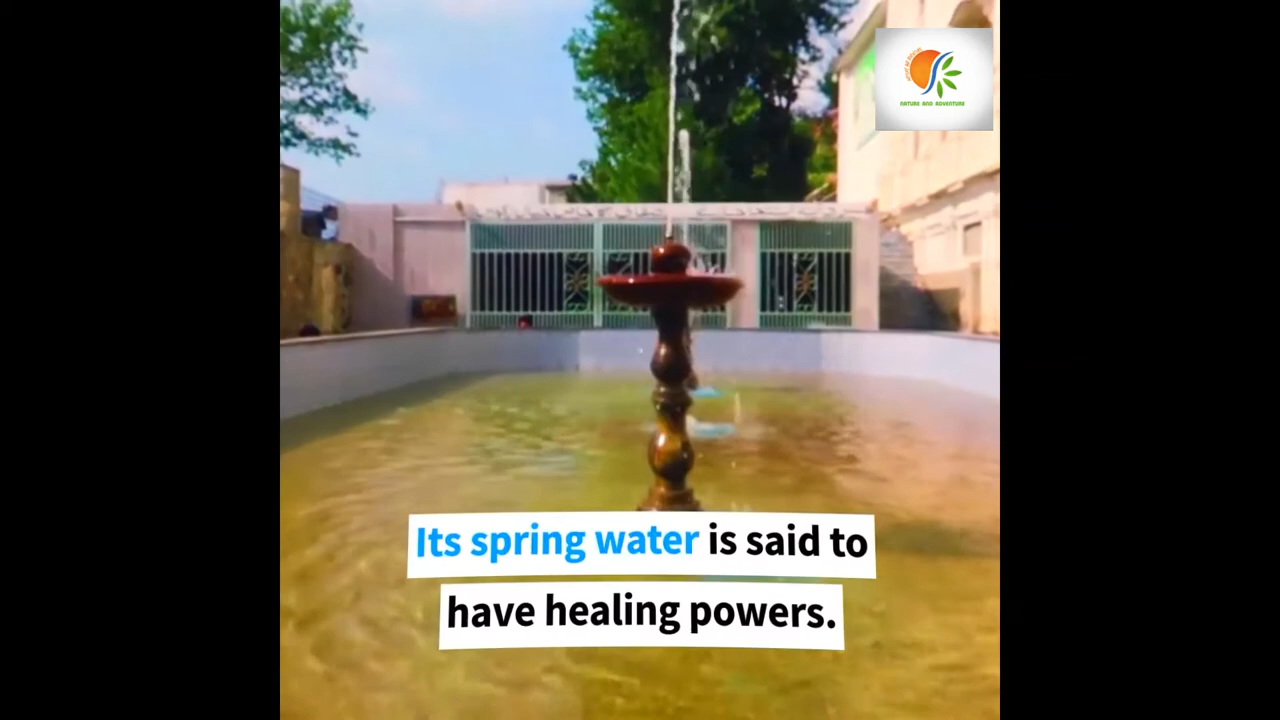 NATURE AND ADVENTURE
Its spring water is said to
have healing powers.